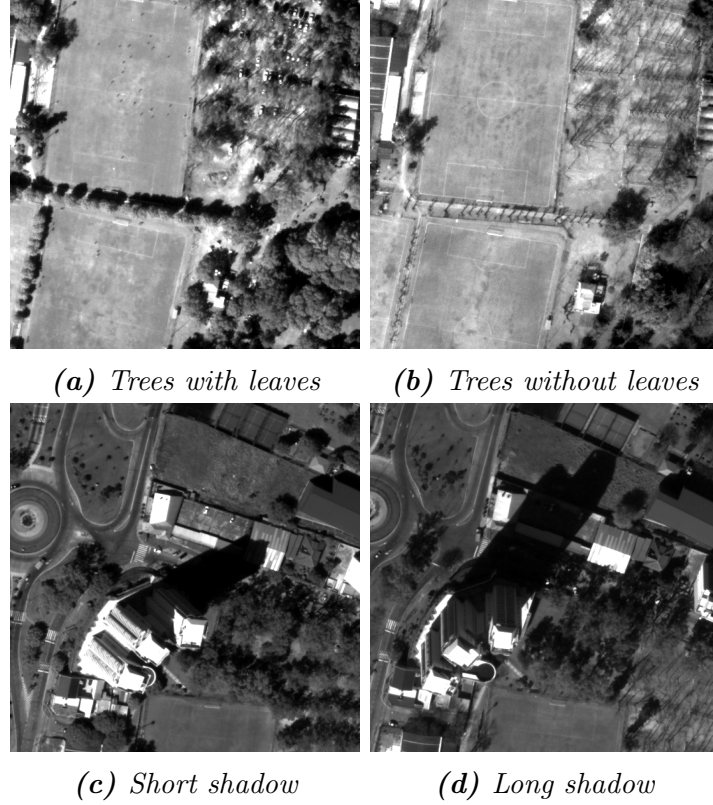 (a) Trees with leaves
(b) Trees without leaves
(c) Short shadow
(d) Long shadow